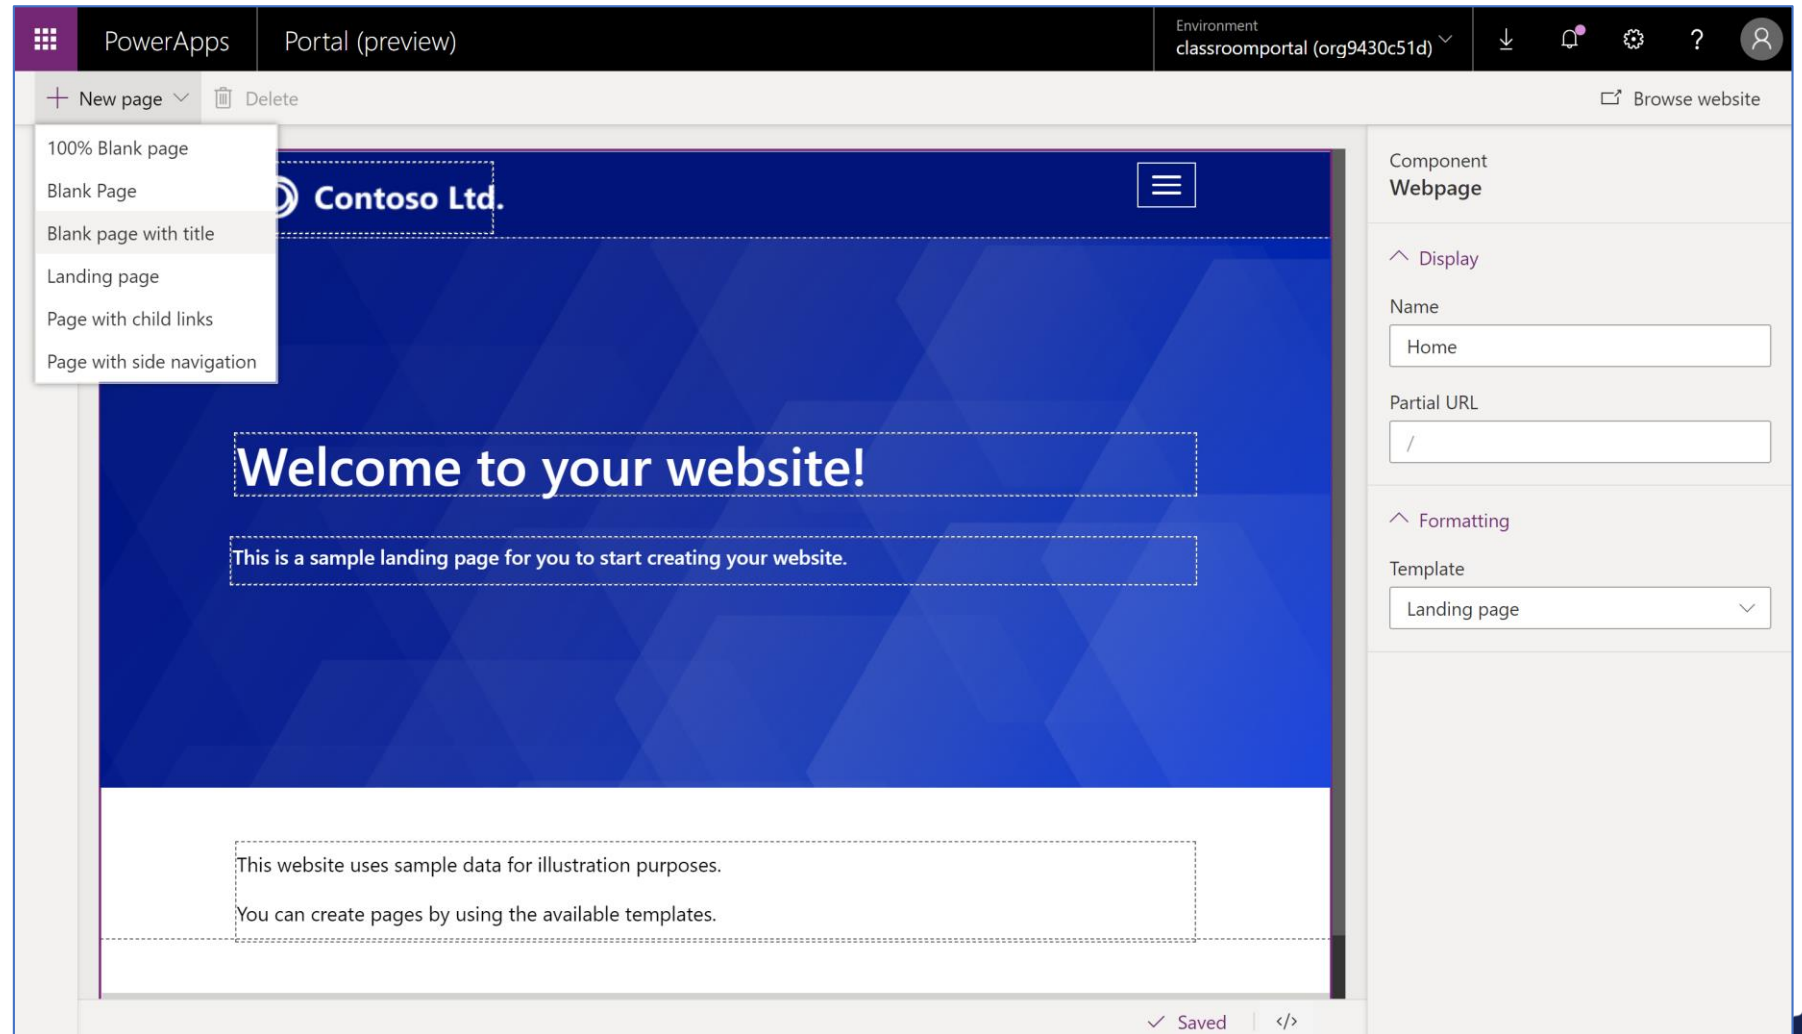 PowerApps
Portal (preview)
Environment
classroomportal (org9430c51d)
?
New page
Delete
Browse website
100% Blank page
Blank Page
Blank page with title
Landing page
Page with child links
Page with side navigation
Contoso Ltd.
Welcome to your website!
This is a sample landing page for you to start creating your website.
This website uses sample data for illustration purposes.
You can create pages by using the available templates.
Component
Webpage
Display
Name
Home
Partial URL
/
Formatting
Template
Landing page
Saved
</>